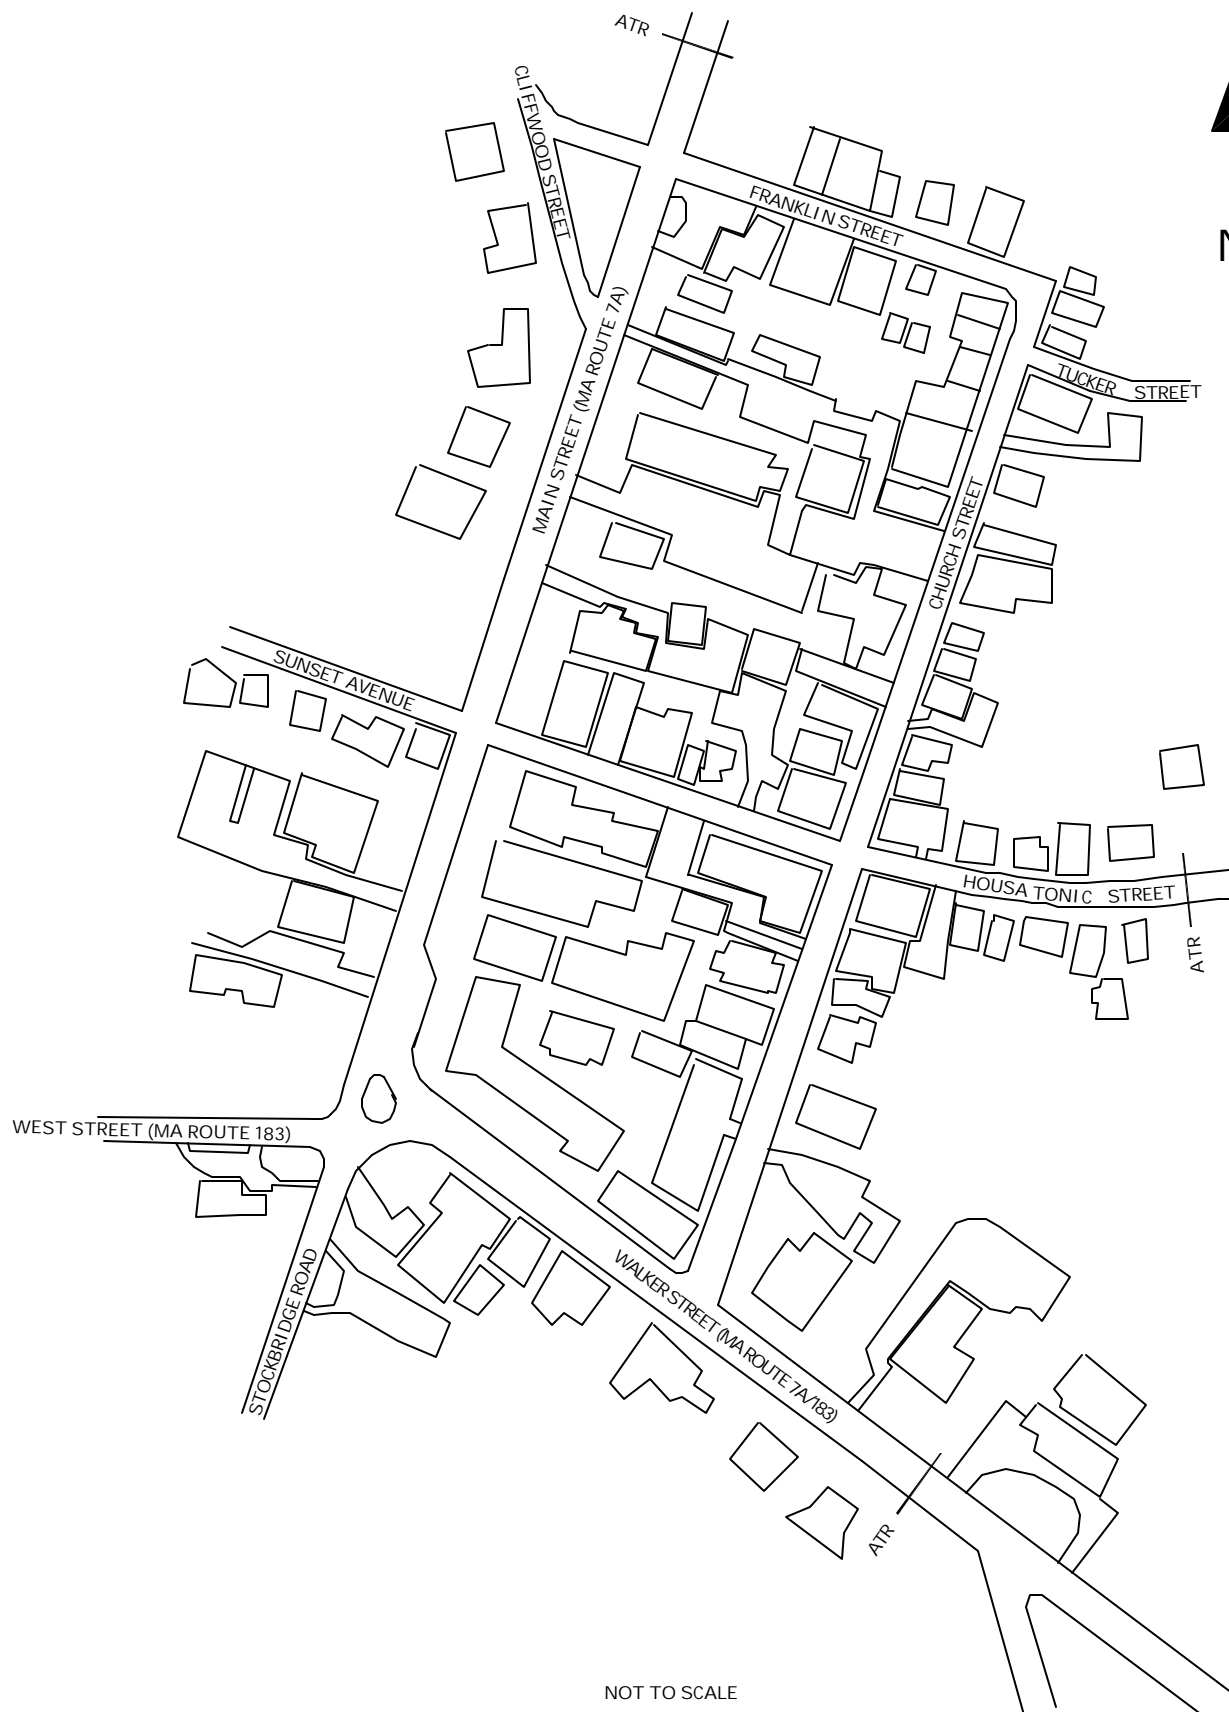 ATR
CLIFFWOOD STREET
FRANKLIN STREET
N
MAIN STREET (MA ROUTE 7A)
TUCKER STREET
CHURCH STREET
SUNSET AVENUE
HOUSATONIC STREET
ATR
WEST STREET (MA ROUTE 183)
STOCKBRIDGE ROAD
WALKER STREET (MA ROUTE 7A/183)
ATR
NOT TO SCALE